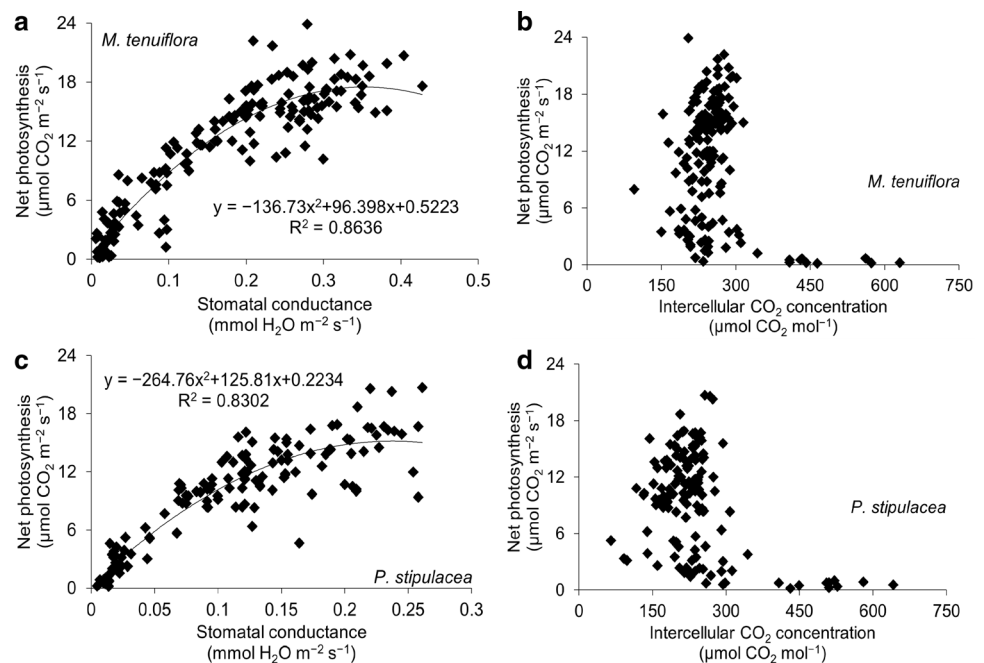 a
M. tenuiflora
24
18
12
6
0
Net photosynthesis
(μmol CO₂ m⁻² s⁻¹)
y = −136.73x²+96.398x+0.5223
R² = 0.8636
0 0.1 0.2 0.3 0.4 0.5
Stomatal conductance
(mmol H₂O m⁻² s⁻¹)
b
24
18
12
6
0
Net photosynthesis
(μmol CO₂ m⁻² s⁻¹)
M. tenuiflora
0 150 300 450 600 750
Intercellular CO₂ concentration
(μmol CO₂ mol⁻¹)
c
24
18
12
6
0
Net photosynthesis
(μmol CO₂ m⁻² s⁻¹)
y = −264.76x²+125.81x+0.2234
R² = 0.8302
P. stipulacea
0 0.05 0.1 0.15 0.2 0.25 0.3
Stomatal conductance
(mmol H₂O m⁻² s⁻¹)
d
24
18
12
6
0
Net photosynthesis
(μmol CO₂ m⁻² s⁻¹)
P. stipulacea
0 150 300 450 600 750
Intercellular CO₂ concentration
(μmol CO₂ mol⁻¹)